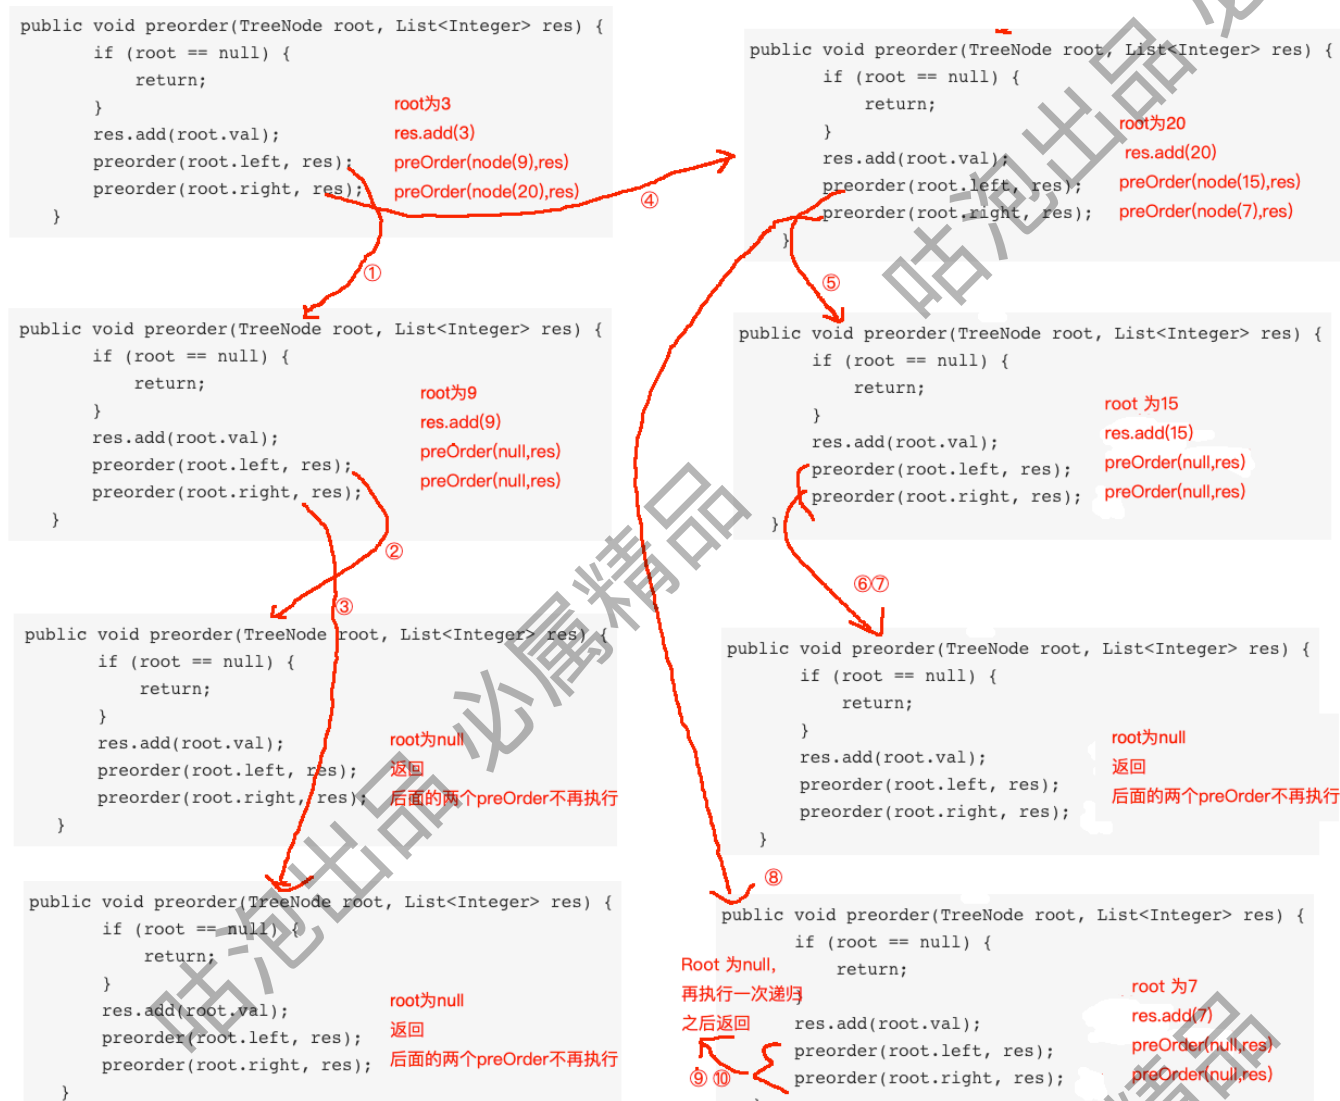 public void preorder(TreeNode root, List<Integer> res) {
if (root == null) {
return;
}
res.add(root.val);
preorder(root.left, res);
preorder(root.right, res);
}
root为3
res.add(3)
preOrder(node(9),res)
preOrder(node(20),res)
①
④
public void preorder(TreeNode root, List<Integer> res) {
if (root == null) {
return;
}
res.add(root.val);
preorder(root.left, res);
preorder(root.right, res);
}
root为9
res.add(9)
preOrder(null,res)
preOrder(null,res)
②
③
public void preorder(TreeNode root, List<Integer> res) {
if (root == null) {
return;
}
res.add(root.val);
preorder(root.left, res);
preorder(root.right, res);
}
root为null
返回
后面的两个preOrder不再执行
public void preorder(TreeNode root, List<Integer> res) {
if (root == null) {
return;
}
res.add(root.val);
preorder(root.left, res);
preorder(root.right, res);
}
root为null
返回
后面的两个preOrder不再执行
public void preorder(TreeNode root, List<Integer> res) {
if (root == null) {
return;
}
res.add(root.val);
preorder(root.left, res);
preorder(root.right, res);
}
root为20
res.add(20)
preOrder(node(15),res)
preOrder(node(7),res)
⑤
public void preorder(TreeNode root, List<Integer> res) {
if (root == null) {
return;
}
res.add(root.val);
preorder(root.left, res);
preorder(root.right, res);
}
root 为15
res.add(15)
preOrder(null,res)
preOrder(null,res)
⑥⑦
public void preorder(TreeNode root, List<Integer> res) {
if (root == null) {
return;
}
res.add(root.val);
preorder(root.left, res);
preorder(root.right, res);
}
root为null
返回
后面的两个preOrder不再执行
⑧
public void preorder(TreeNode root, List<Integer> res) {
if (root == null) {
return;
}
res.add(root.val);
preorder(root.left, res);
preorder(root.right, res);
root 为7
res.add(7)
preOrder(null,res)
preOrder(null,res)
Root 为null,
再执行一次递归
之后返回
⑨⑩
咕泡出品 必属精品
咕泡出品 必
精品